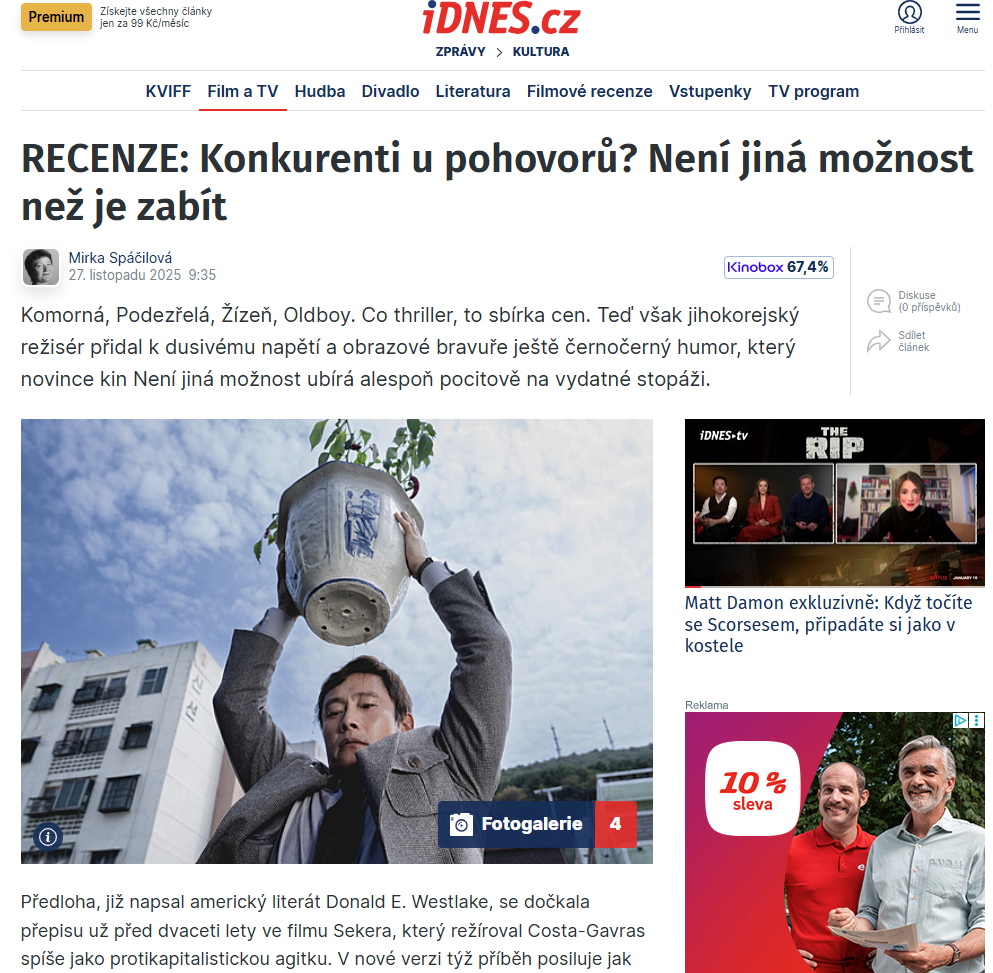 Premium
Získejte všechny články
jen za 99 Kč/měsíc
iDNES.cz
ZPRÁVY > KULTURA
Přihlásit
Menu
KVIFF Film a TV Hudba Divadlo Literatura Filmové recenze Vstupenky TV program
RECENZE: Konkurenti u pohovorů? Není jiná možnost
než je zabít
Mirka Spáčilová
27. listopadu 2025 9:35
Kinobox 67,4%
Diskuse
(0 příspěvků)
Sdílet
článek
Komorná, Podezřelá, Žízeň, Oldboy. Co thriller, to sbírka cen. Teď však jihokorejský
režisér přidal k dusivému napětí a obrazové bravuře ještě černočerný humor, který
novince kin Není jiná možnost ubírá alespoň pocitově na vydatné stopáži.
Fotogalerie 4
Předloha, již napsal americký literát Donald E. Westlake, se dočkala
přepisu už před dvaceti lety ve filmu Sekera, který režíroval Costa-Gavras
spíše jako protikapitalistickou agitku. V nové verzi týž příběh posiluje jak
iDNES tv
THE
RIP
NETFLIX JANUARY 16
Matt Damon exkluzivně: Když točíte
se Scorsesem, připadáte si jako v
kostele
Reklama
10 %
sleva